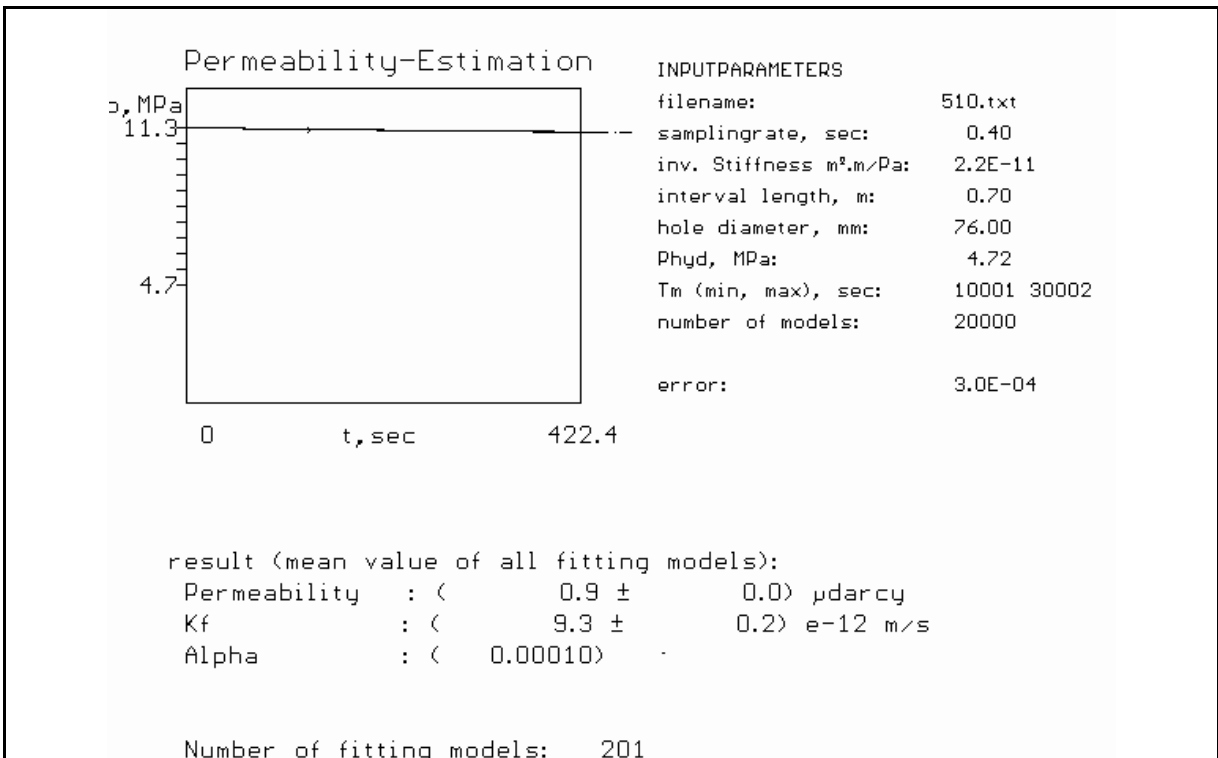 Permeability-Estimation
p,MPa
11.3
4.7
0 t,sec 422.4
INPUTPARAMETERS
filename: 510.txt
samplingrate, sec: 0.40
inv. Stiffness m³.m/Pa: 2.2E-11
interval length, m: 0.70
hole diameter, mm: 76.00
Phyd, MPa: 4.72
Tm (min, max), sec: 10001 30002
number of models: 20000
error: 3.0E-04
result (mean value of all fitting models):
Permeability : ( 0.9 ± 0.0) µdarcy
Kf : ( 9.3 ± 0.2) e-12 m/s
Alpha : ( 0.00010)
Number of fitting models: 201